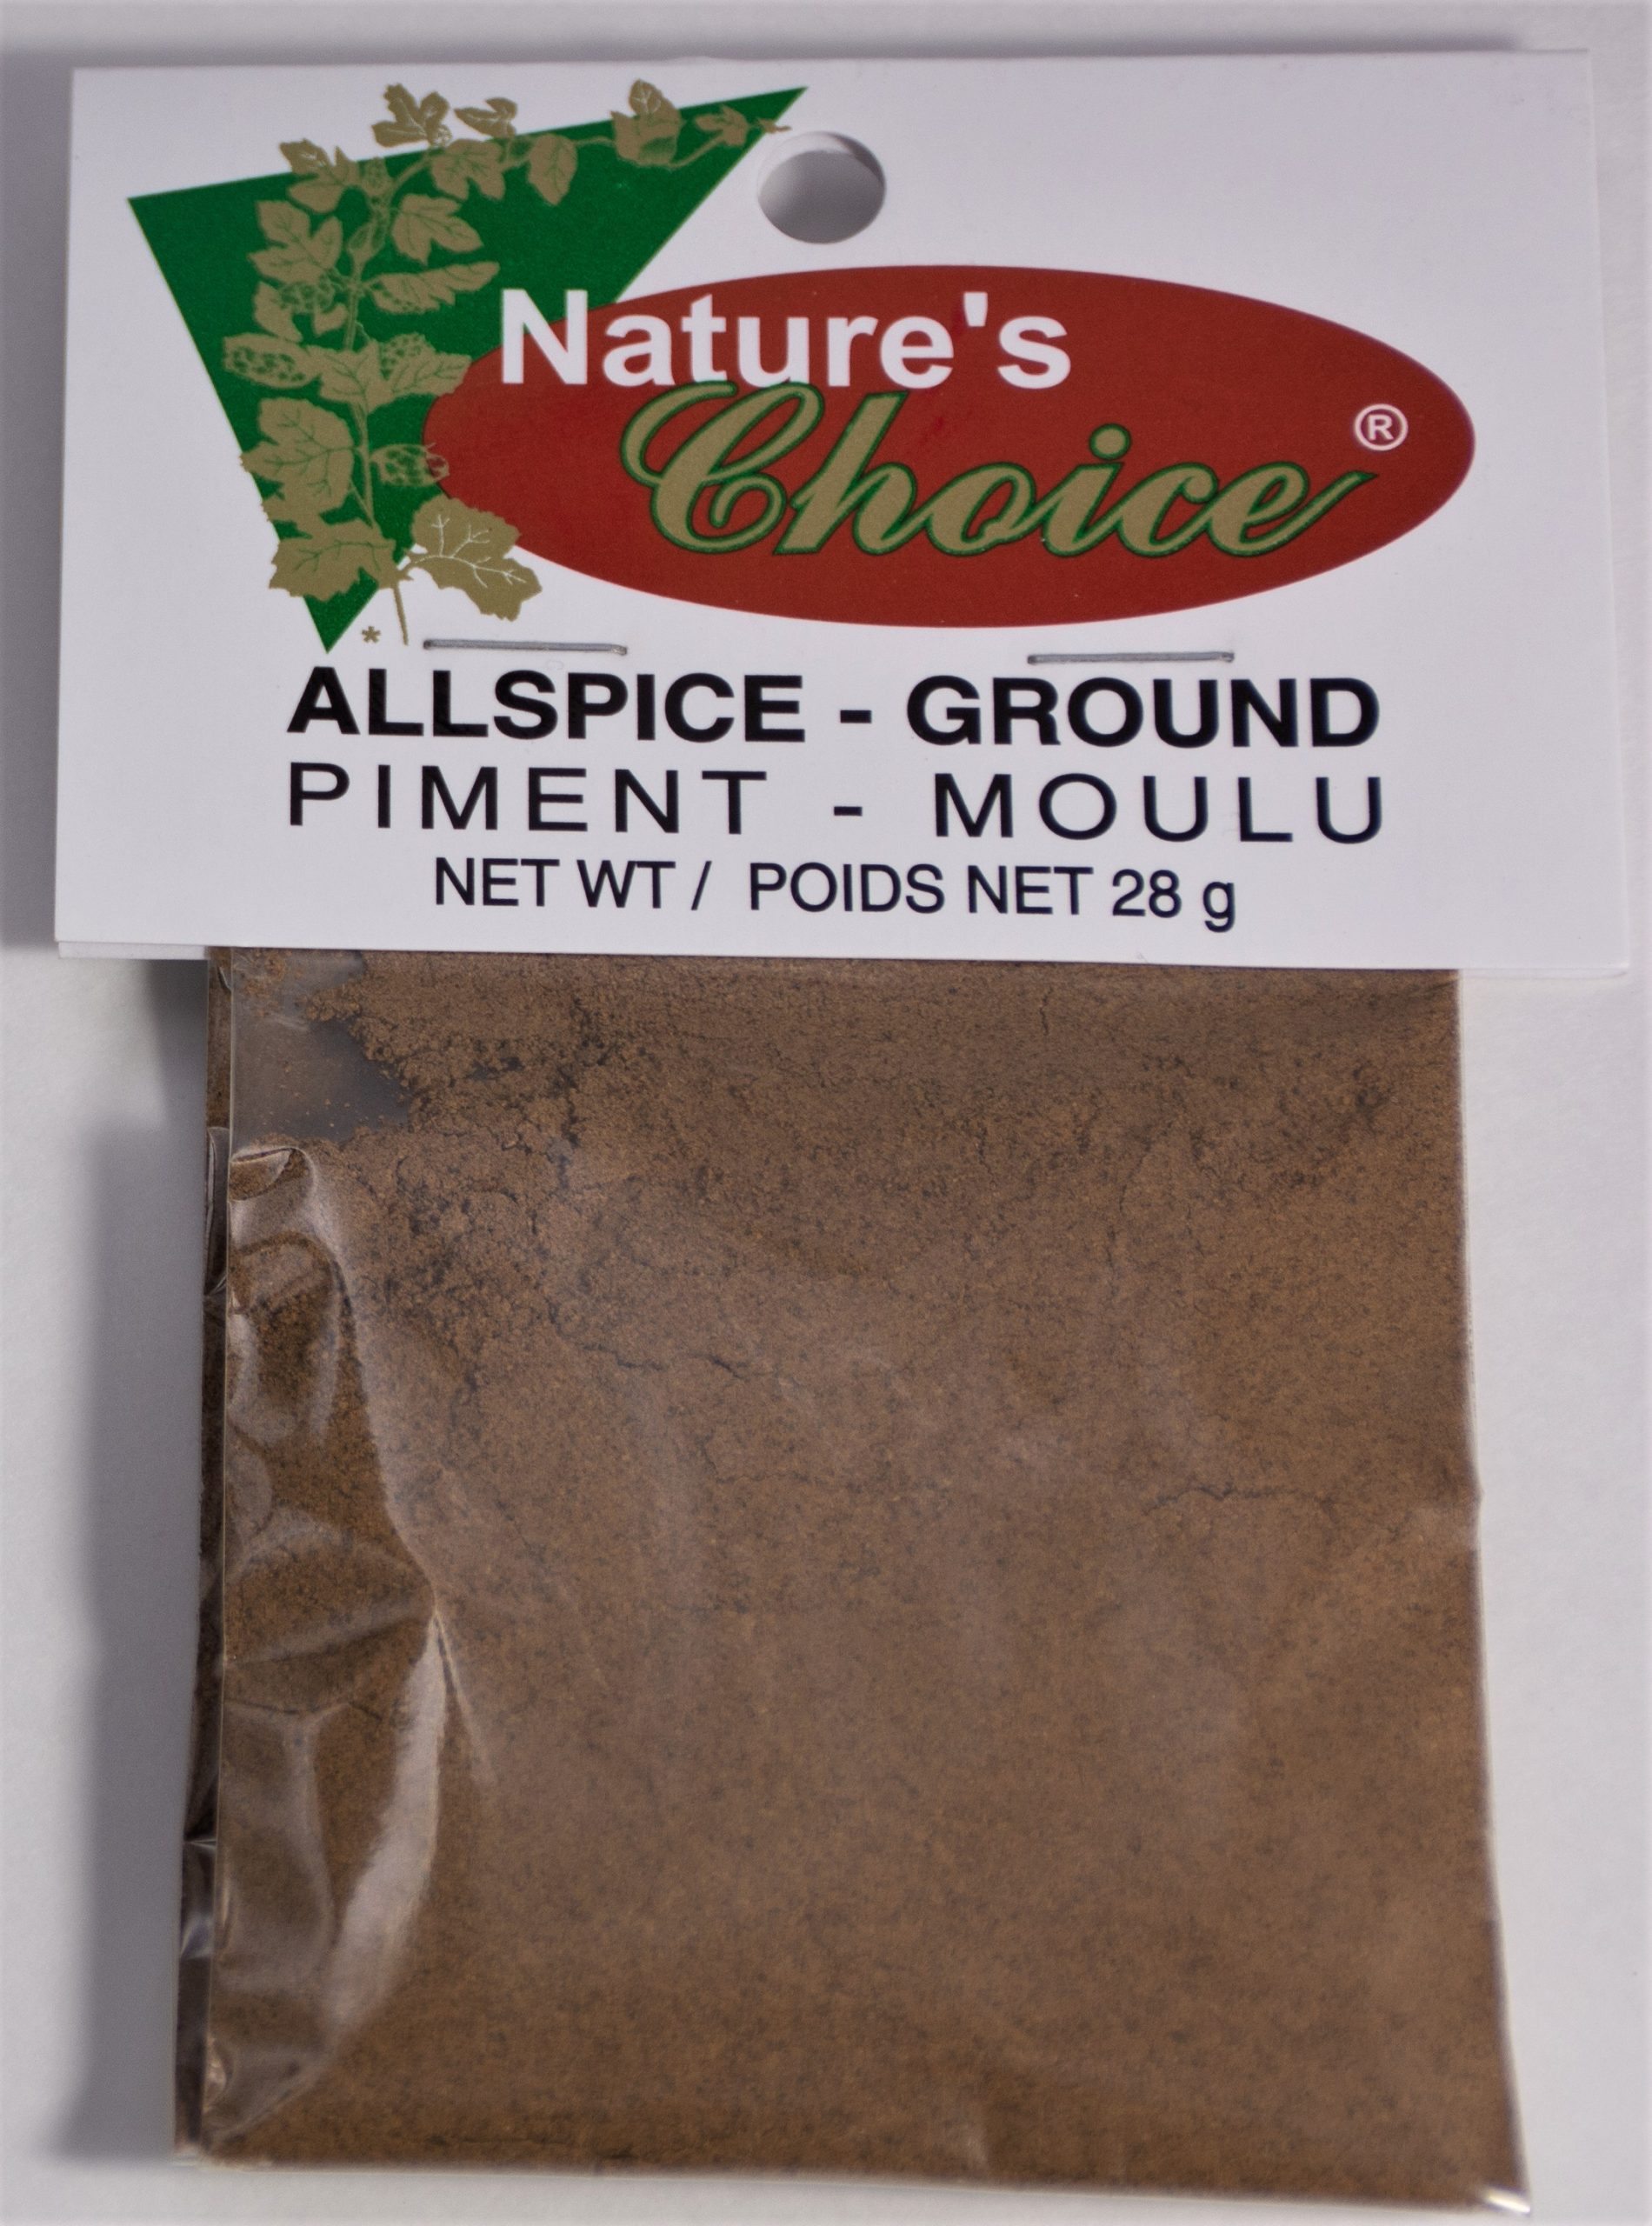 Nature's
Choice ®
*
ALLSPICE - GROUND
PIMENT - MOULU
NET WT / POIDS NET 28 g